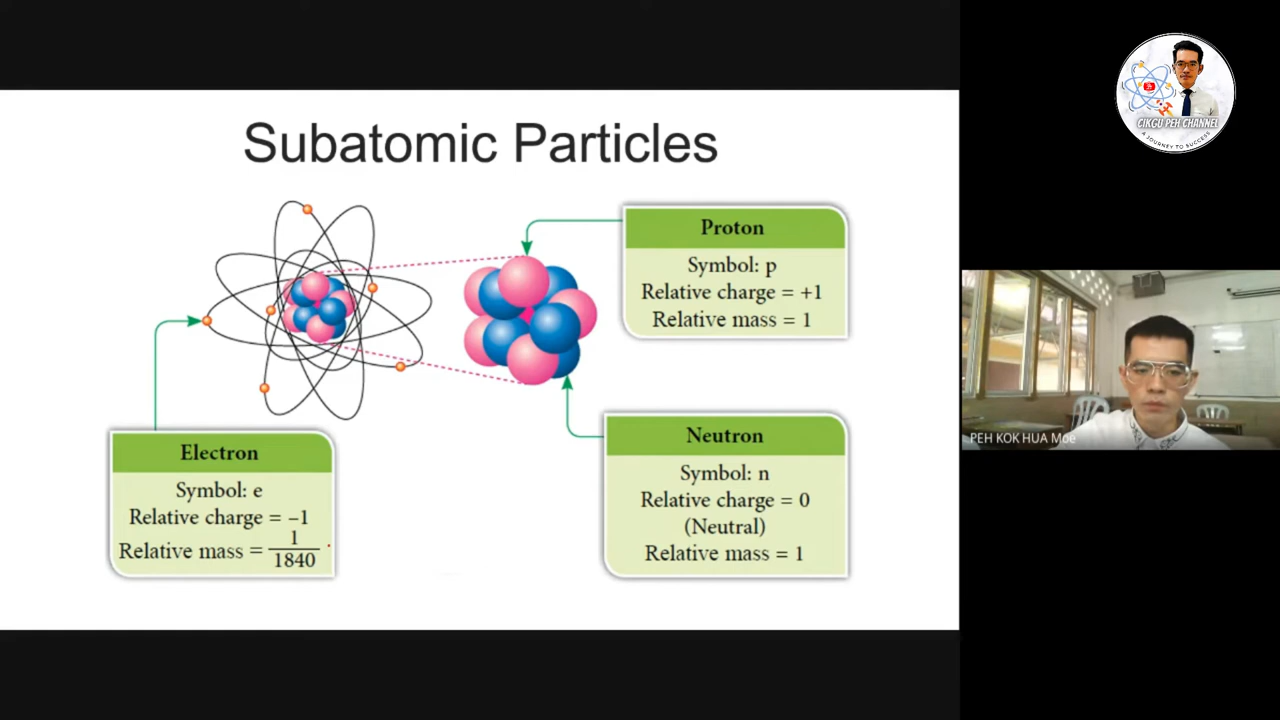 Subatomic Particles
Proton
Symbol: p
Relative charge = +1
Relative mass = 1
Electron
Symbol: e
Relative charge = –1
Relative mass = 1/1840
Neutron
Symbol: n
Relative charge = 0
(Neutral)
Relative mass = 1
CIKGU PEH CHANNEL
A JOURNEY TO SUCCESS
PEH KOK HUA Moe